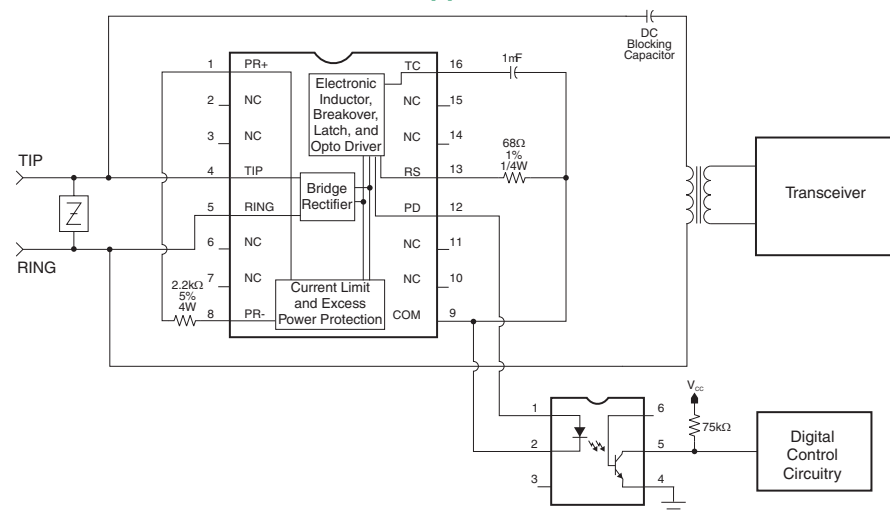 DC
Blocking
Capacitor
1 PR+
TC 16
1mF
2 NC
NC 15
3 NC
NC 14
Electronic
Inductor,
Breakover,
Latch, and
Opto Driver
68Ω
1%
1/4W
TIP
4 TIP
RS 13
Bridge
Rectifier
Transceiver
5 RING
PD 12
6 NC
NC 11
RING
7 NC
NC 10
2.2kΩ
5%
4W
8 PR-
Current Limit
and Excess
Power Protection
COM 9
VCC
1
6
75kΩ
2
5
3
4
Digital
Control
Circuitry